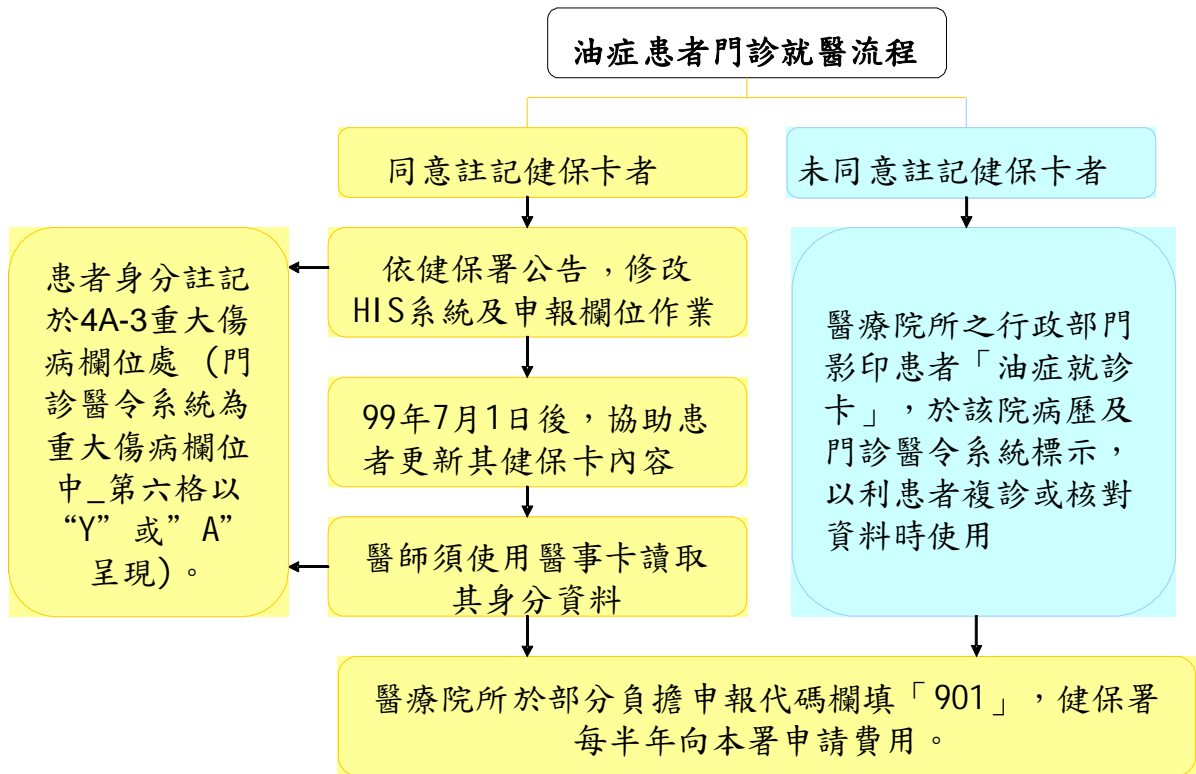 油症患者門診就醫流程
同意註記健保卡者
未同意註記健保卡者
依健保署公告，修改
HIS系統及申報欄位作業
患者身分註記
於4A-3重大傷
病欄位處 (門
診醫令系統為
重大傷病欄位
中_第六格以
“Y”或”A”
呈現)。
99年7月1日後，協助患
者更新其健保卡內容
醫師須使用醫事卡讀取
其身分資料
醫療院所之行政部門
影印患者「油症就診
卡」，於該院病歷及
門診醫令系統標示，
以利患者複診或核對
資料時使用
醫療院所於部分負擔申報代碼欄填「901」，健保署
每半年向本署申請費用。